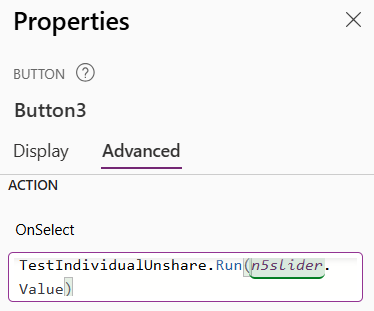 Properties
BUTTON ?
Button3
Display Advanced
ACTION
OnSelect
TestIndividualUnshare.Run(n5slider.
Value)